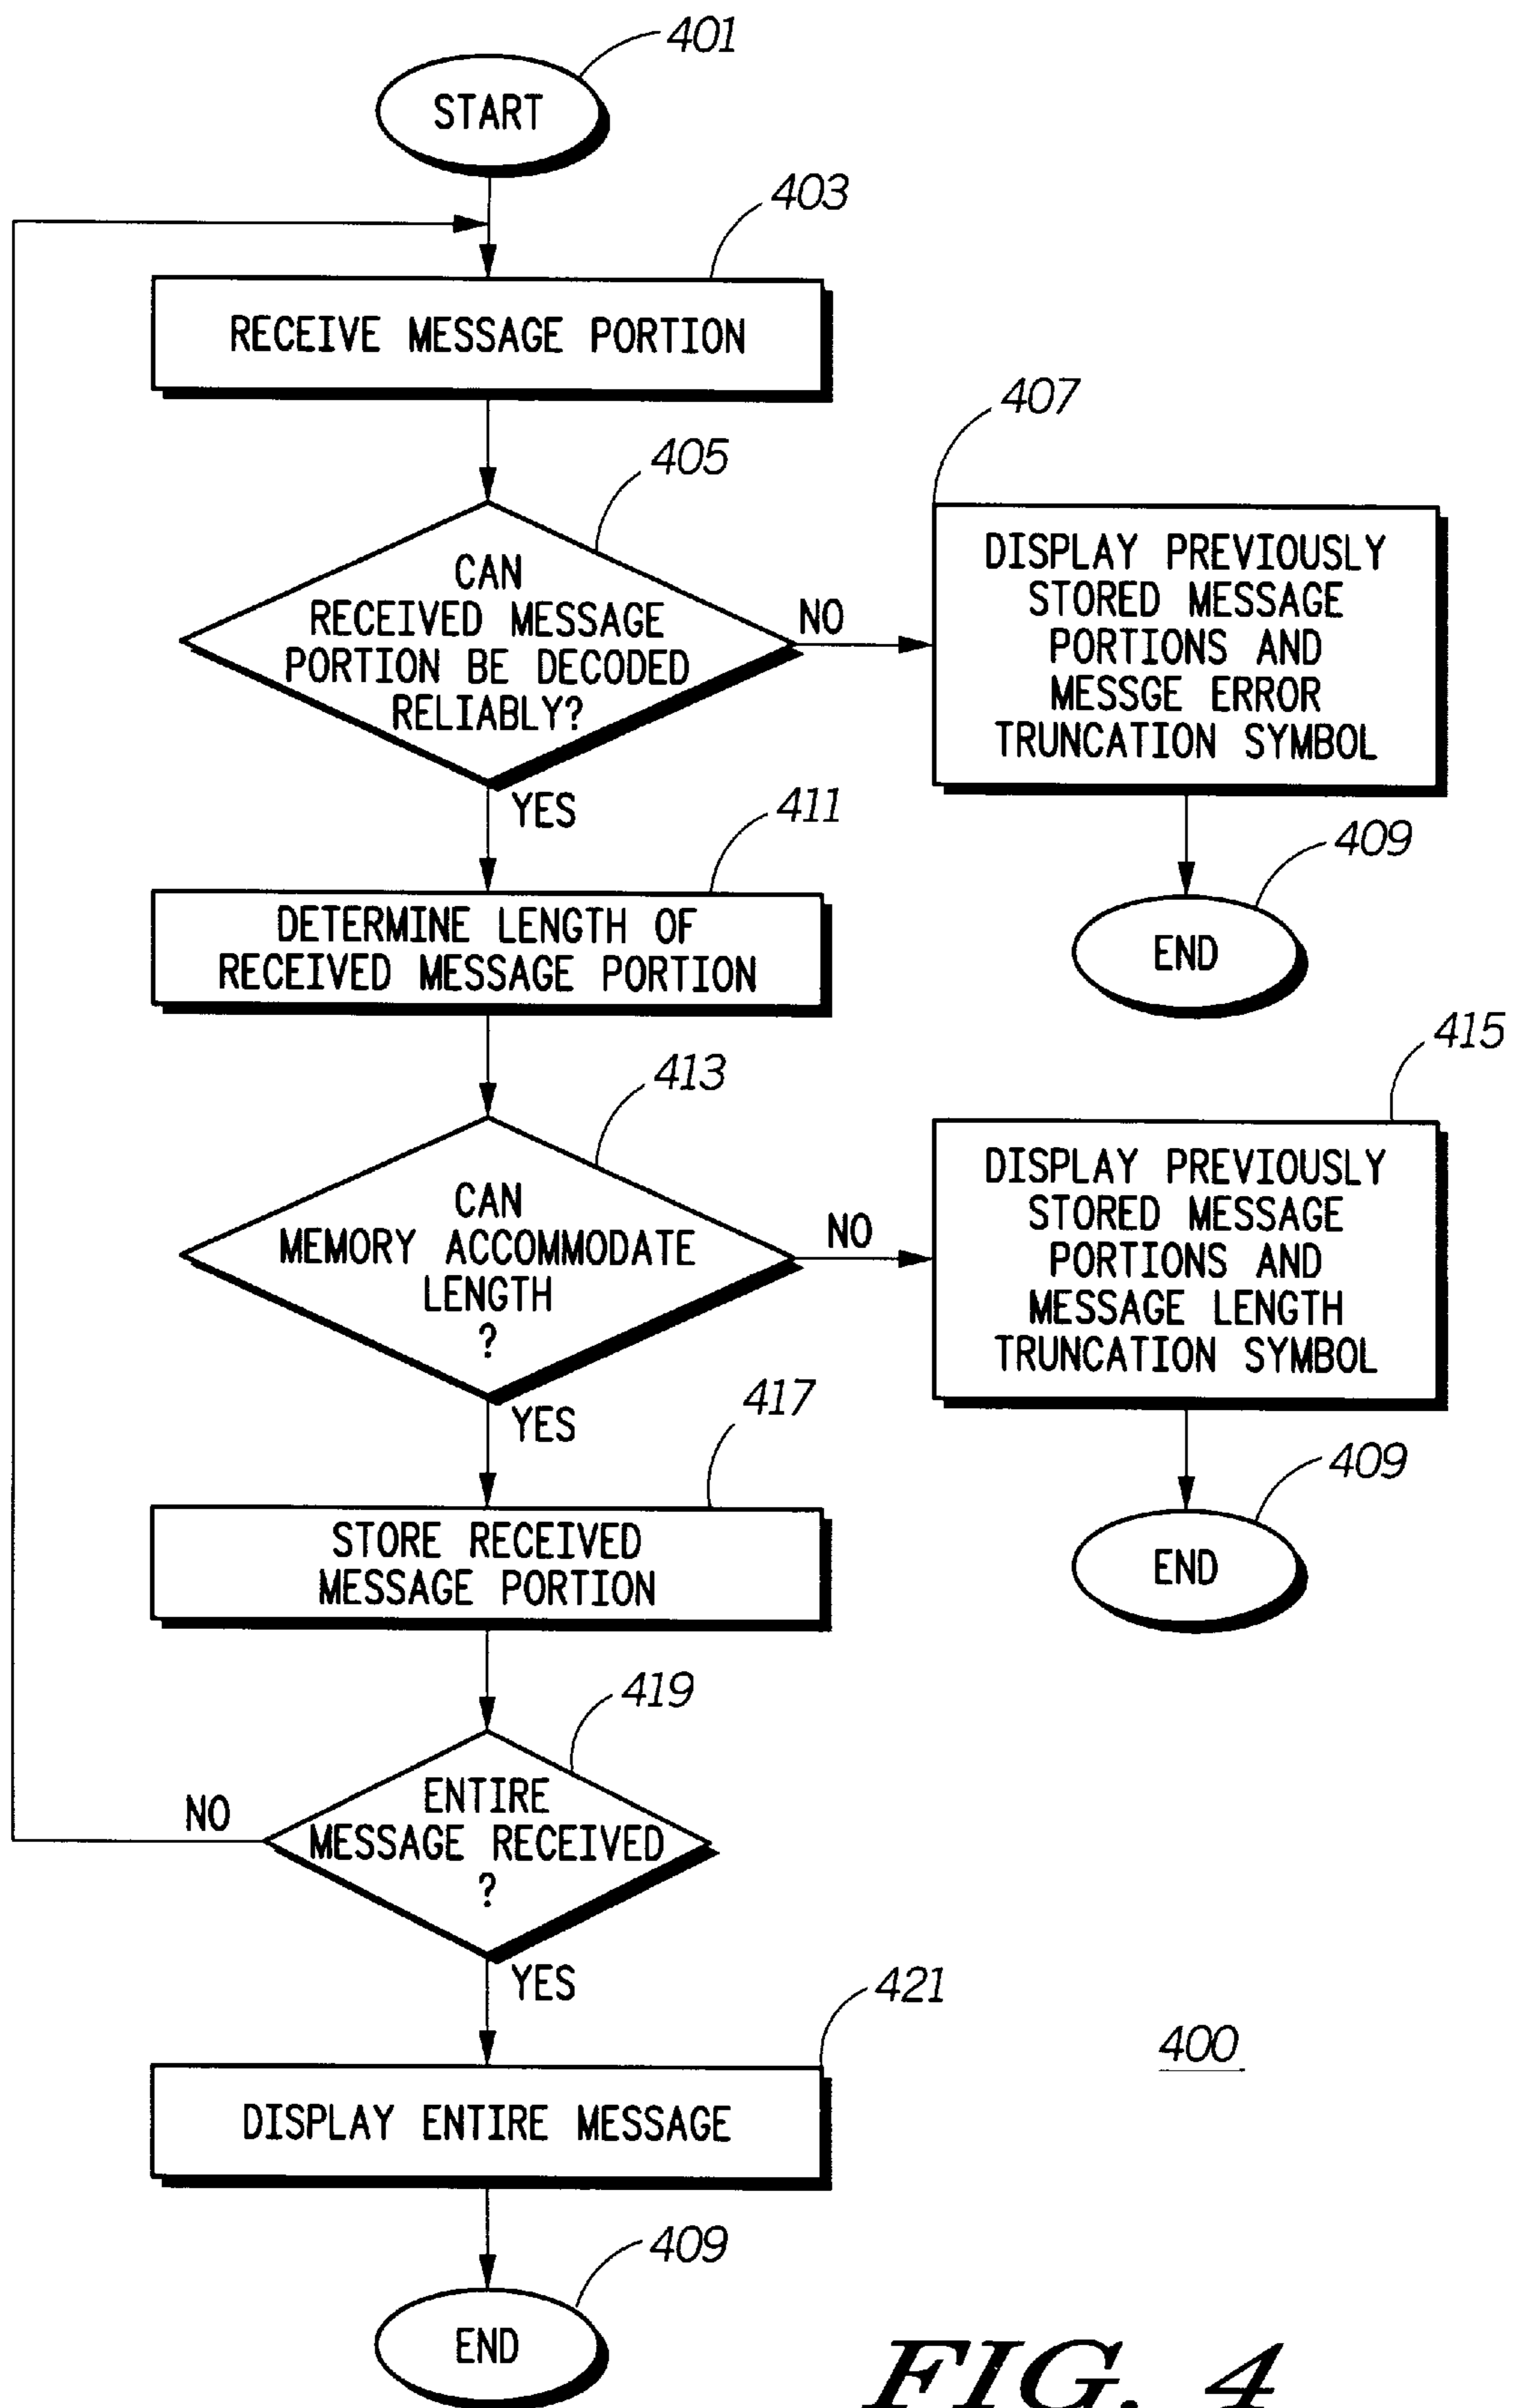 401
START
403
RECEIVE MESSAGE PORTION
405
407
CAN
RECEIVED MESSAGE
PORTION BE DECODED
RELIABLY?
NO
DISPLAY PREVIOUSLY
STORED MESSAGE
PORTIONS AND
MESSGE ERROR
TRUNCATION SYMBOL
YES
409
END
411
DETERMINE LENGTH OF
RECEIVED MESSAGE PORTION
413
415
CAN
MEMORY ACCOMMODATE
LENGTH
?
NO
DISPLAY PREVIOUSLY
STORED MESSAGE
PORTIONS AND
MESSAGE LENGTH
TRUNCATION SYMBOL
YES
409
END
417
STORE RECEIVED
MESSAGE PORTION
419
ENTIRE
MESSAGE RECEIVED
?
NO
YES
421
400
DISPLAY ENTIRE MESSAGE
409
END
FIG. 4